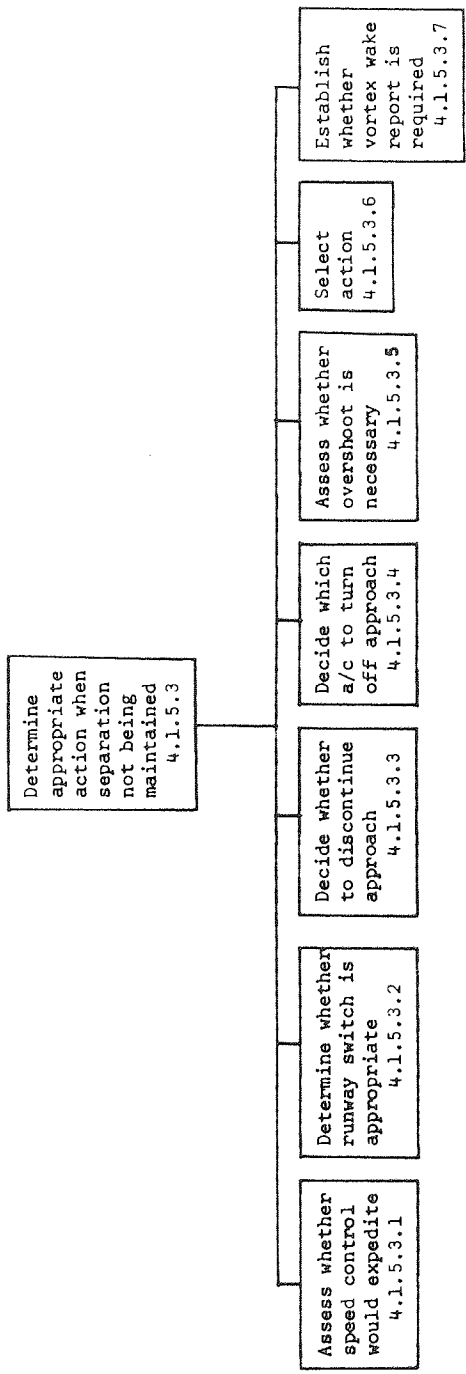 Determine
appropriate
action when
separation
not being
maintained
4.1.5.3
Assess whether
speed control
would expedite
4.1.5.3.1
Determine whether
runway switch is
appropriate
4.1.5.3.2
Decide whether
to discontinue
approach
4.1.5.3.3
Decide which
a/c to turn
off approach
4.1.5.3.4
Assess whether
overshoot is
necessary
4.1.5.3.5
Select
action
4.1.5.3.6
Establish
whether
vortex wake
report is
required
4.1.5.3.7